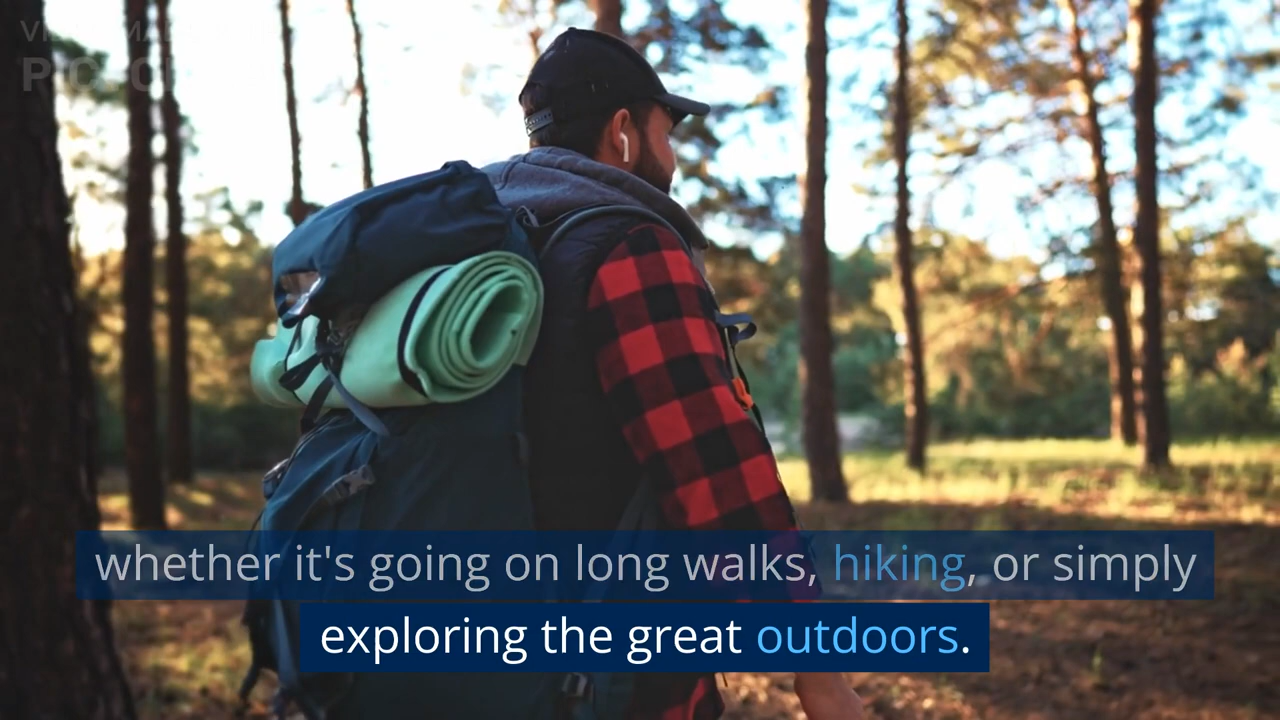 whether it's going on long walks, hiking, or simply
exploring the great outdoors.